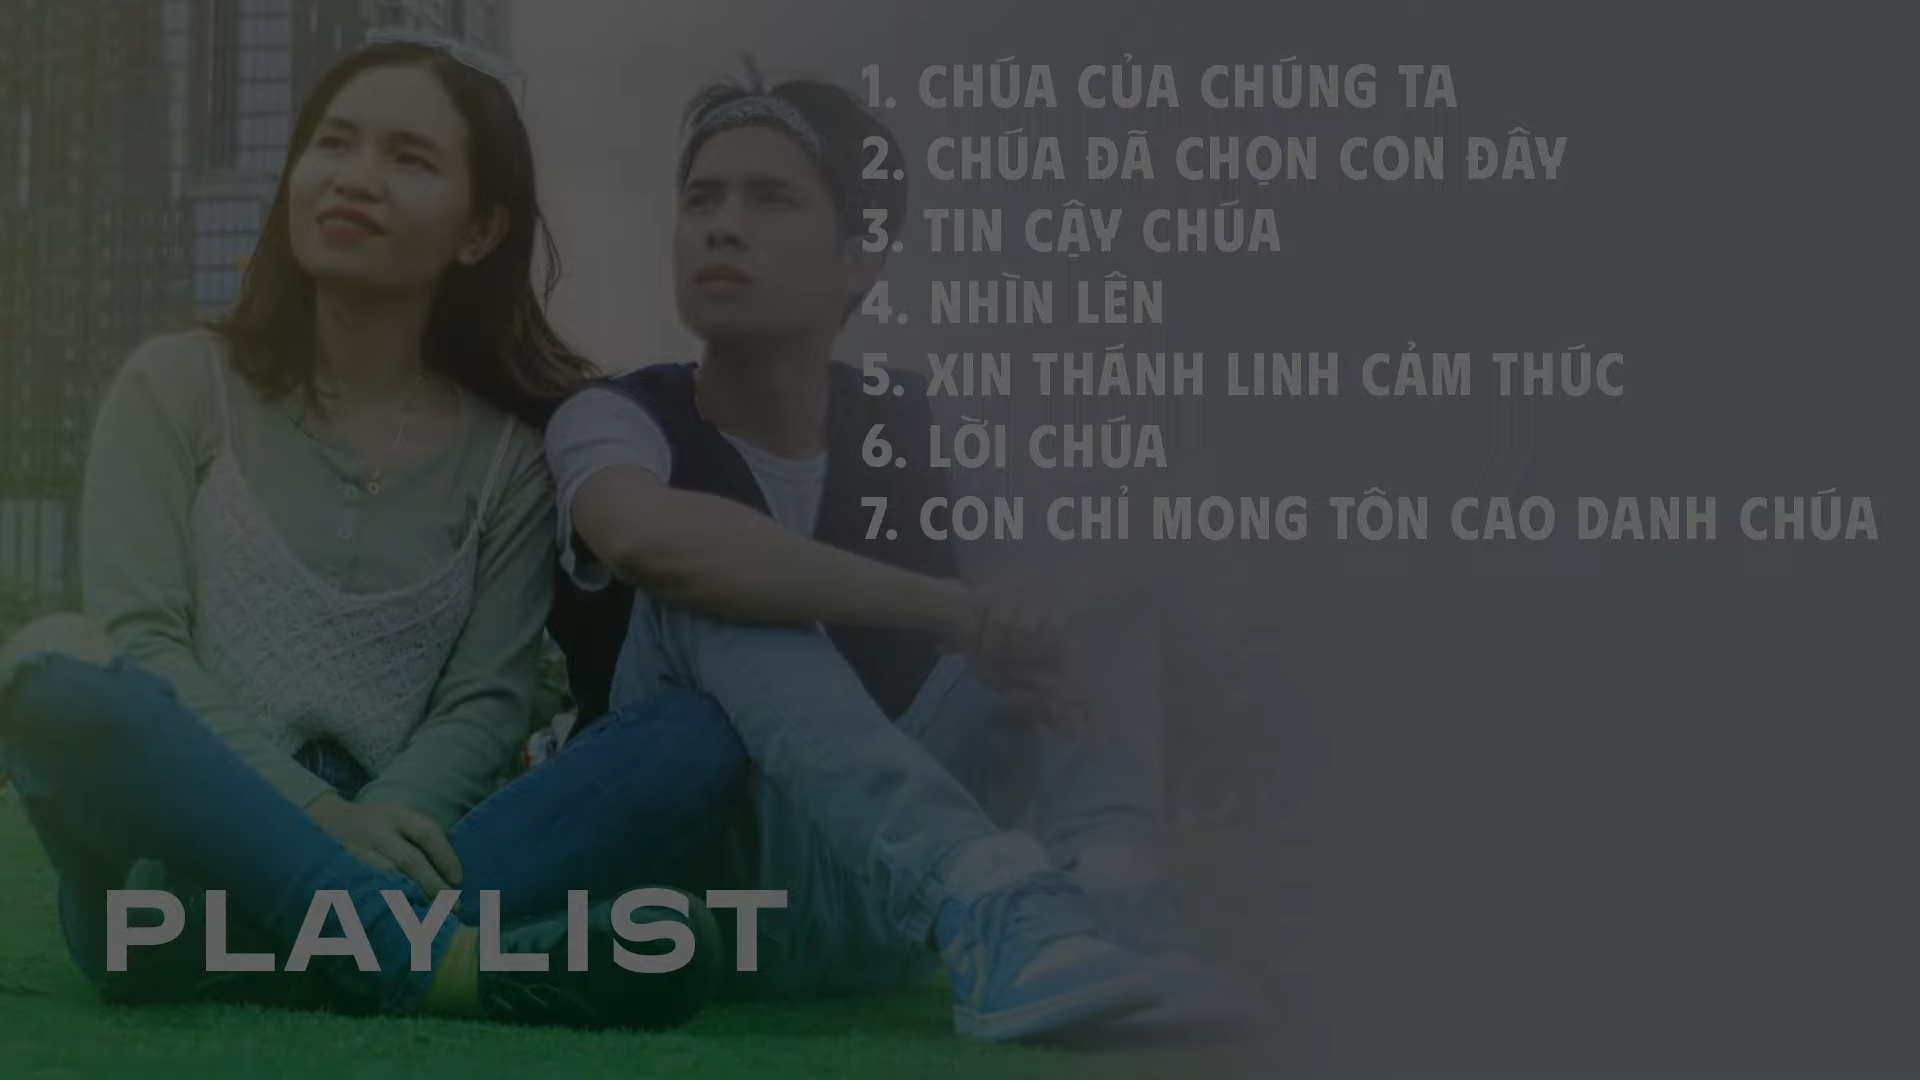 1. CHÚA CỦA CHÚNG TA
2. CHÚA ĐÃ CHỌN CON ĐÂY
3. TIN CẬY CHÚA
4. NHÌN LÊN
5. XIN THÁNH LINH CẢM THÚC
6. LỜI CHÚA
7. CON CHỈ MONG TÔN CAO DANH CHÚA
PLAYLIST